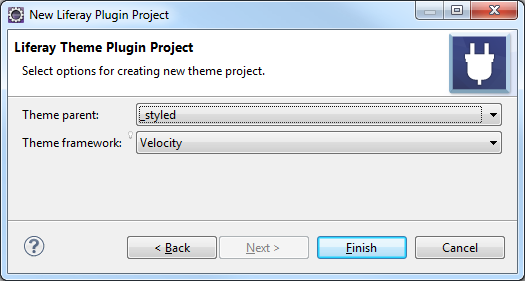 New Liferay Plugin Project
Liferay Theme Plugin Project
Select options for creating new theme project.
Theme parent: _styled
Theme framework: Velocity
? < Back Next > Finish Cancel